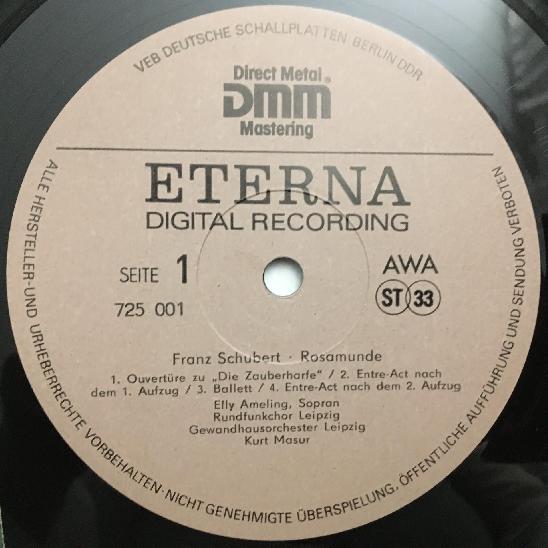 VEB DEUTSCHE SCHALLPLATTEN BERLIN DDR
Direct Metal
DMM®
Mastering
ETERNA
DIGITAL RECORDING
SEITE 1
AWA
725 001
ST 33
Franz Schubert · Rosamunde
1. Ouvertüre zu „Die Zauberharfe" / 2. Entre-Act nach
dem 1. Aufzug / 3. Ballett / 4. Entre-Act nach dem 2. Aufzug
Elly Ameling, Sopran
Rundfunkchor Leipzig
Gewandhausorchester Leipzig
Kurt Masur
ALLE HERSTELLER-UND URHEBERRECHTE VORBEHALTEN·NICHT GENEHMIGTE ÜBERSPIELUNG, ÖFFENTLICHE AUFFÜHRUNG UND SENDUNG VERBOTEN